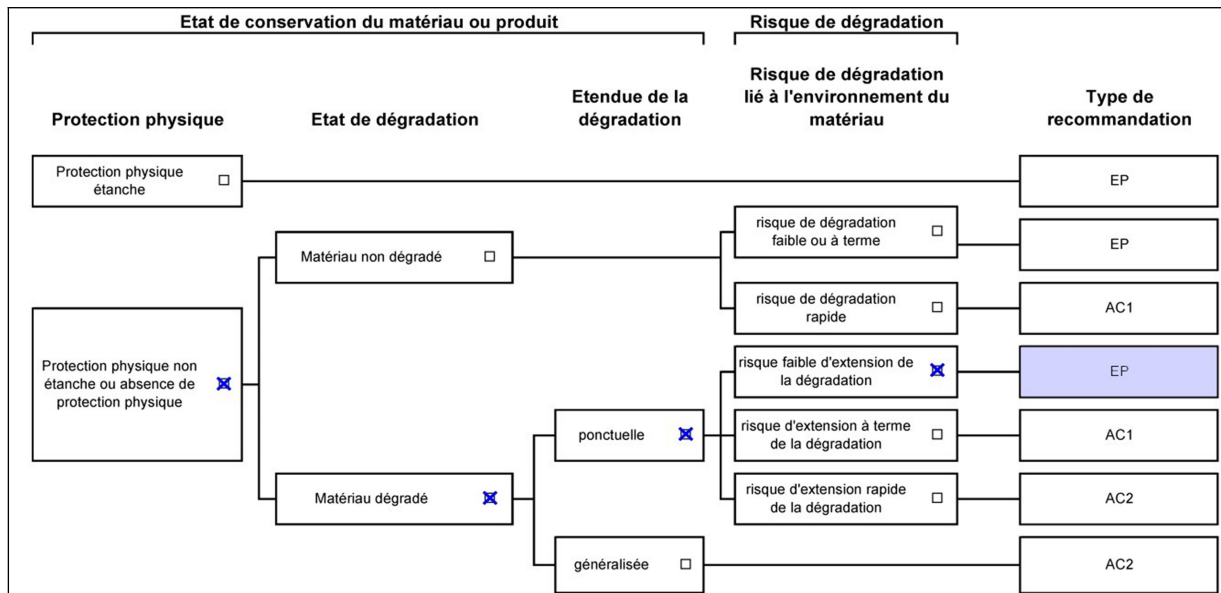 Etat de conservation du matériau ou produit
Risque de dégradation
Protection physique
Etat de dégradation
Etendue de la
dégradation
Risque de dégradation
lié à l'environnement du
matériau
Type de
recommandation
Protection physique
étanche
EP
Matériau non dégradé
risque de dégradation
faible ou à terme
EP
risque de dégradation
rapide
AC1
Protection physique non
étanche ou absence de
protection physique
risque faible d'extension de
la dégradation
EP
ponctuelle
risque d'extension à terme
de la dégradation
AC1
Matériau dégradé
risque d'extension rapide
de la dégradation
AC2
généralisée
AC2